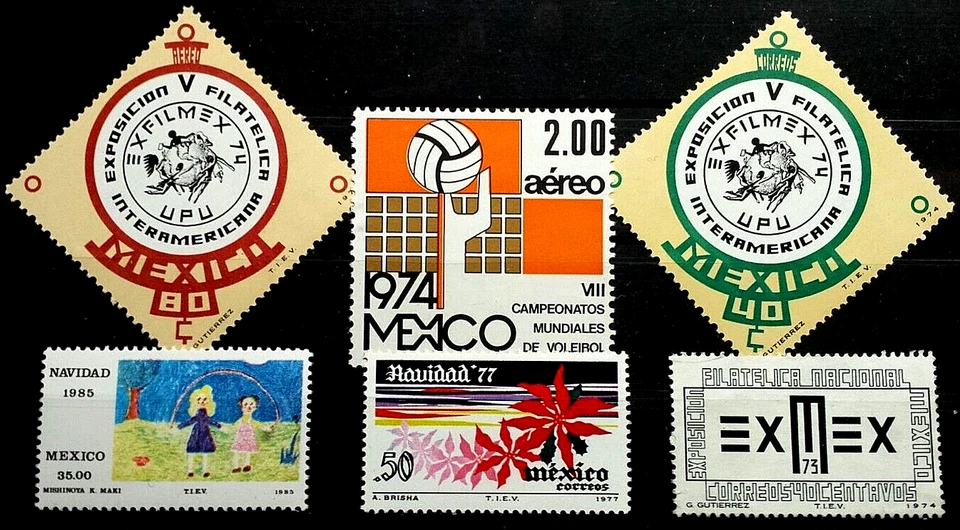 AEREO
EXPOSICION V FILATELICA
INTERAMERICANA
EXFILMEX 74
UPU
MEXICO
80
¢
GUTIERREZ
T.I.E.V.
2.00
aéreo
1974
MEXICO
VIII
CAMPEONATOS
MUNDIALES
DE VOLEIBOL
CORREOS
EXPOSICION V FILATELICA
INTERAMERICANA
EXFILMEX 74
UPU
MEXICO
40
¢
GUTIERREZ
T.I.E.V.
1974
NAVIDAD
1985
MEXICO
35.00
MISHINOYA K. MAKI T.I.E.V. 1985
Navidad '77
.50
méxico
correos
A. BRISHA T.I.E.V. 1977
EXPOSICION
FILATELICA NACIONAL
MEXICO
EXMEX
73
CORREOS 40 CENTAVOS
G. GUTIERREZ T.I.E.V. 1974